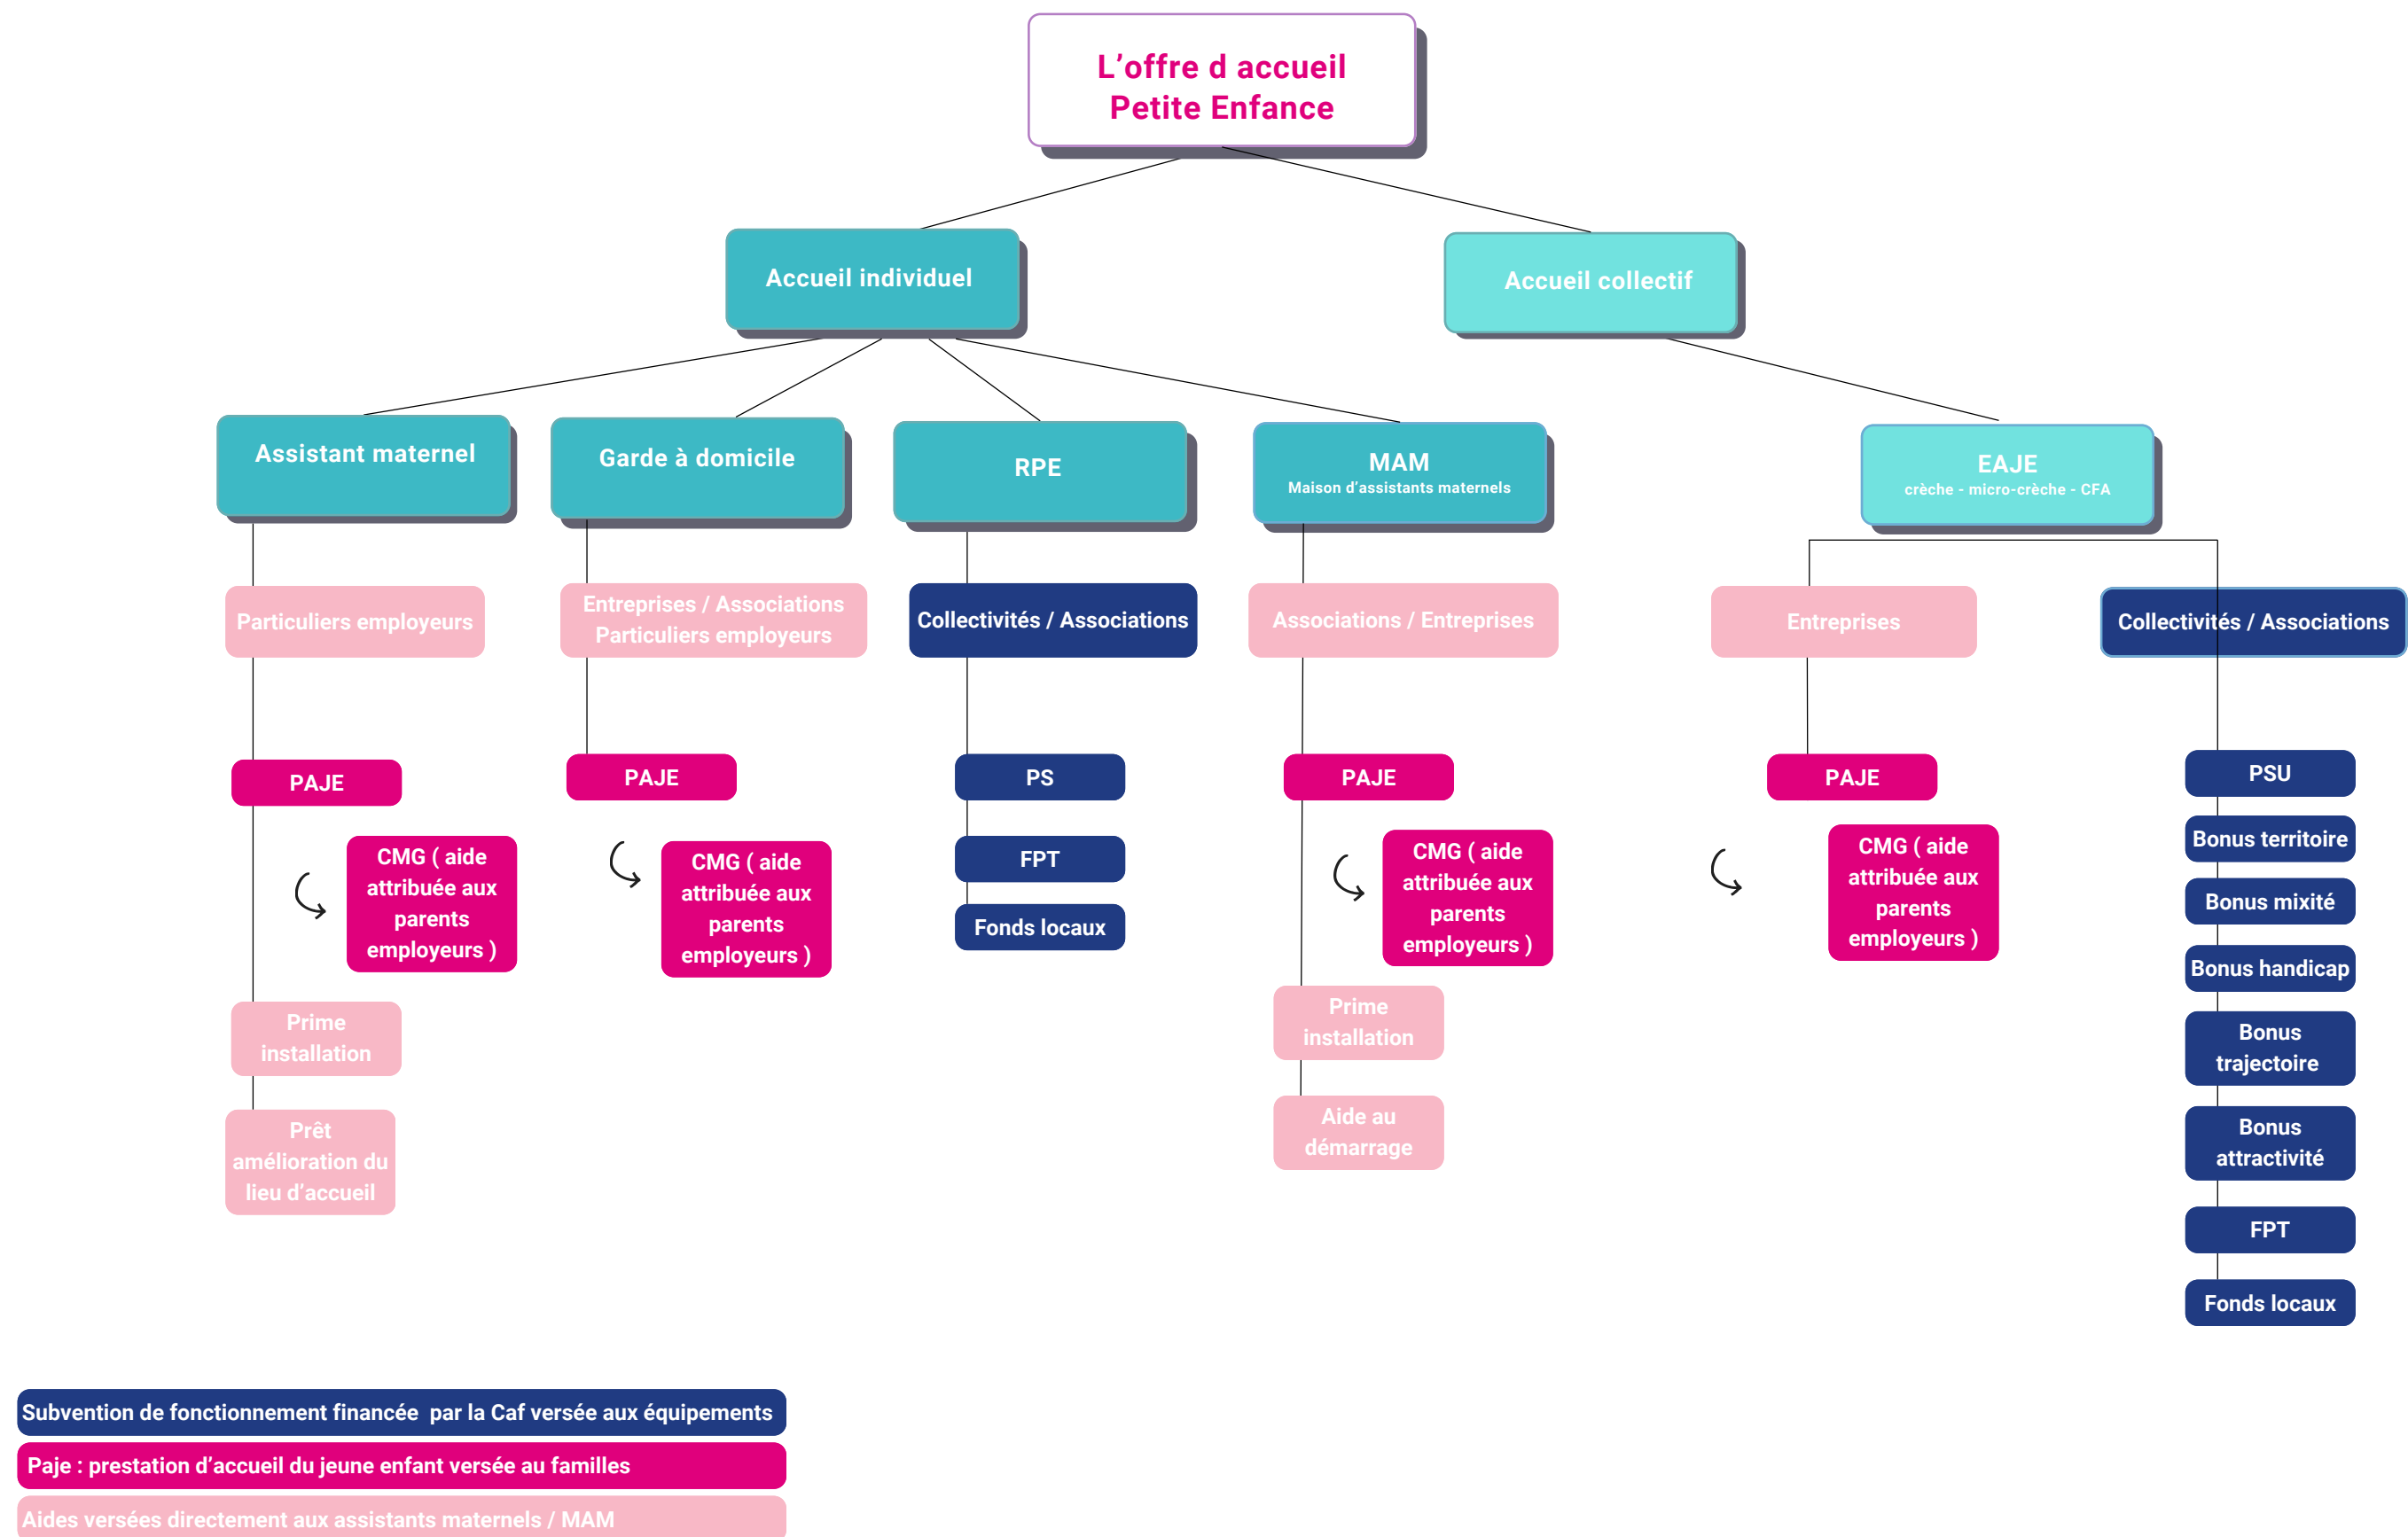 L’offre d accueil
Petite Enfance
Accueil individuel
Accueil collectif
Assistant maternel
Garde à domicile
RPE
MAM
Maison d’assistants maternels
EAJE
crèche - micro-crèche - CFA
Particuliers employeurs
Entreprises / Associations
Particuliers employeurs
Collectivités / Associations
Associations / Entreprises
Entreprises
Collectivités / Associations
PAJE
CMG ( aide
attribuée aux
parents
employeurs )
Prime
installation
Prêt
amélioration du
lieu d’accueil
PAJE
CMG ( aide
attribuée aux
parents
employeurs )
PS
FPT
Fonds locaux
PAJE
CMG ( aide
attribuée aux
parents
employeurs )
Prime
installation
Aide au
démarrage
PAJE
CMG ( aide
attribuée aux
parents
employeurs )
PSU
Bonus territoire
Bonus mixité
Bonus handicap
Bonus
trajectoire
Bonus
attractivité
FPT
Fonds locaux
Subvention de fonctionnement financée  par la Caf versée aux équipements
Paje : prestation d’accueil du jeune enfant versée au familles
Aides versées directement aux assistants maternels / MAM